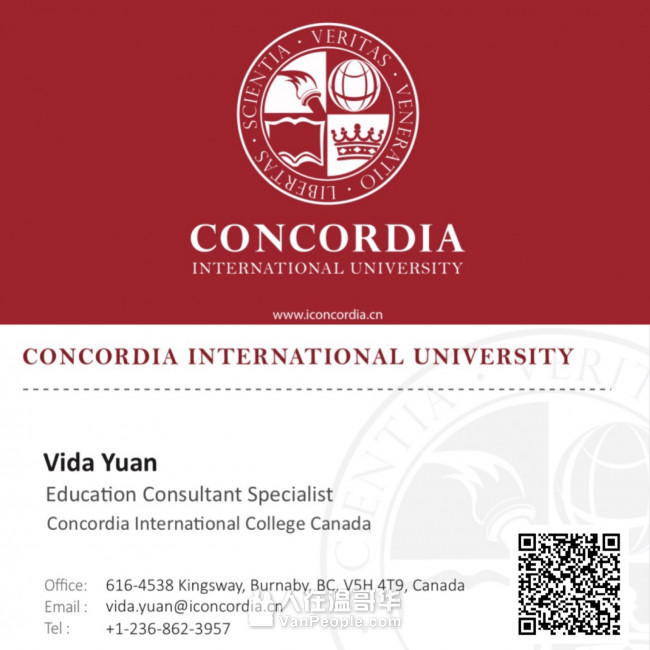 SCIENTIA · VERITAS · VENERATIO · LIBERTAS ·
CONCORDIA
INTERNATIONAL UNIVERSITY
www.iconcordia.cn
CONCORDIA INTERNATIONAL UNIVERSITY
Vida Yuan
Education Consultant Specialist
Concordia International College Canada
Office: 616-4538 Kingsway, Burnaby, BC, V5H 4T9, Canada
Email : vida.yuan@iconcordia.cn
Tel : +1-236-862-3957
人在温哥华
VanPeople.com